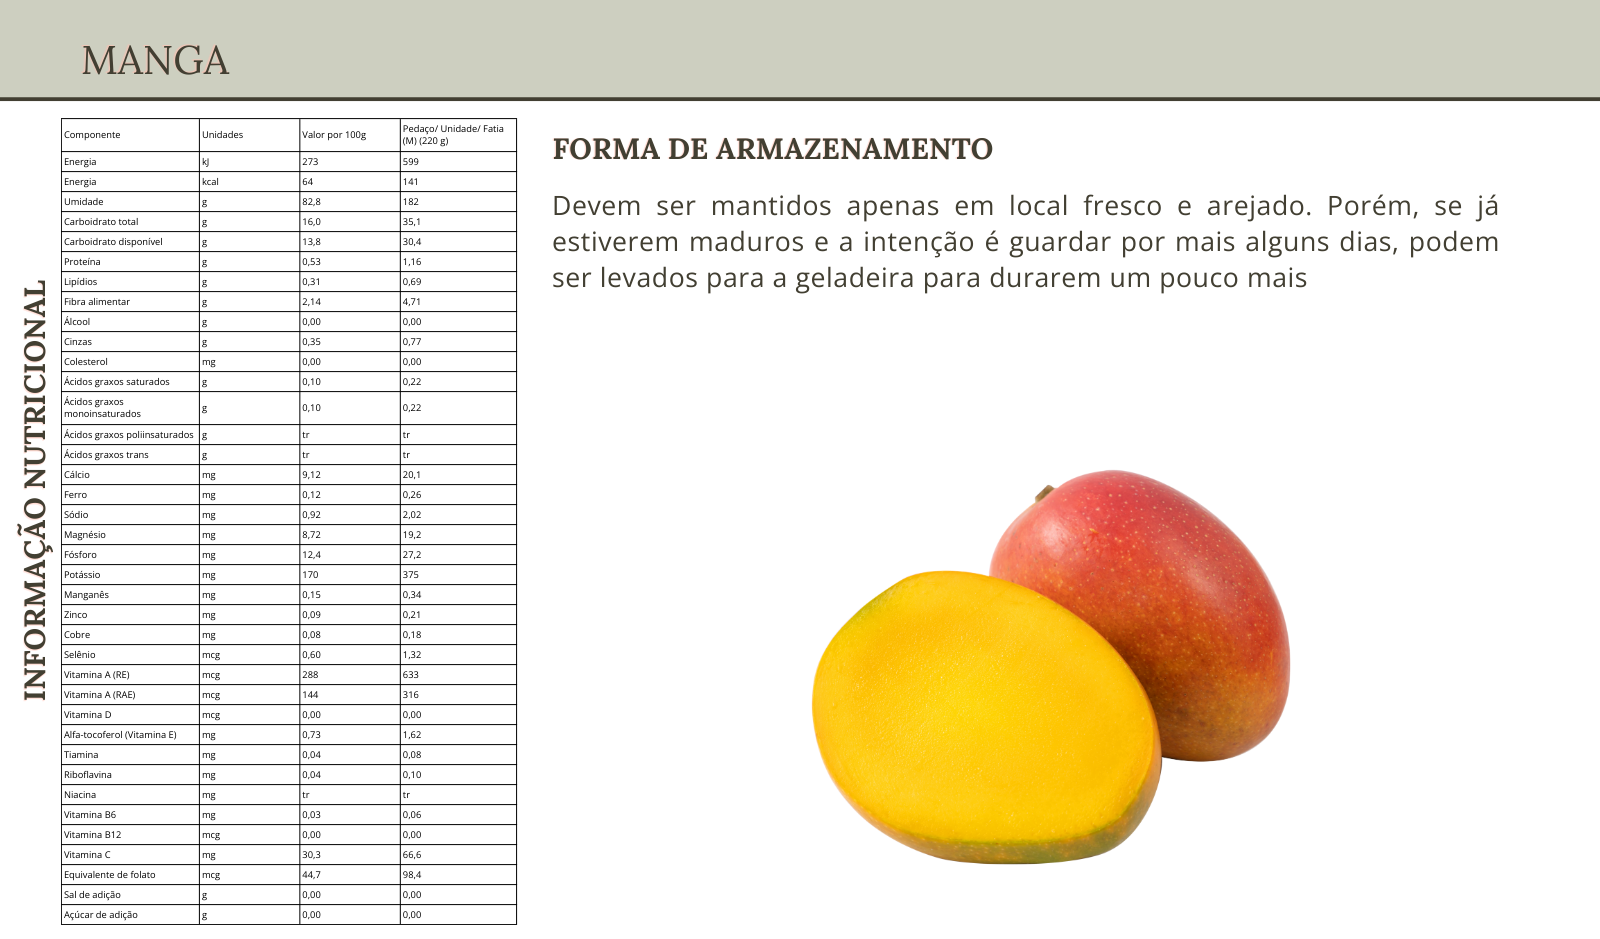 MANGA
INFORMAÇÃO NUTRICIONAL
Componente Unidades Valor por 100g Pedaço/ Unidade/ Fatia (M) (220 g)
Energia kJ 273 599
Energia kcal 64 141
Umidade g 82,8 182
Carboidrato total g 16,0 35,1
Carboidrato disponível g 13,8 30,4
Proteína g 0,53 1,16
Lipídios g 0,31 0,69
Fibra alimentar g 2,14 4,71
Álcool g 0,00 0,00
Cinzas g 0,35 0,77
Colesterol mg 0,00 0,00
Ácidos graxos saturados g 0,10 0,22
Ácidos graxos monoinsaturados g 0,10 0,22
Ácidos graxos poliinsaturados g tr tr
Ácidos graxos trans g tr tr
Cálcio mg 9,12 20,1
Ferro mg 0,12 0,26
Sódio mg 0,92 2,02
Magnésio mg 8,72 19,2
Fósforo mg 12,4 27,2
Potássio mg 170 375
Manganês mg 0,15 0,34
Zinco mg 0,09 0,21
Cobre mg 0,08 0,18
Selênio mcg 0,60 1,32
Vitamina A (RE) mcg 288 633
Vitamina A (RAE) mcg 144 316
Vitamina D mcg 0,00 0,00
Alfa-tocoferol (Vitamina E) mg 0,73 1,62
Tiamina mg 0,04 0,08
Riboflavina mg 0,04 0,10
Niacina mg tr tr
Vitamina B6 mg 0,03 0,06
Vitamina B12 mcg 0,00 0,00
Vitamina C mg 30,3 66,6
Equivalente de folato mcg 44,7 98,4
Sal de adição g 0,00 0,00
Açúcar de adição g 0,00 0,00
FORMA DE ARMAZENAMENTO
Devem ser mantidos apenas em local fresco e arejado. Porém, se já
estiverem maduros e a intenção é guardar por mais alguns dias, podem
ser levados para a geladeira para durarem um pouco mais